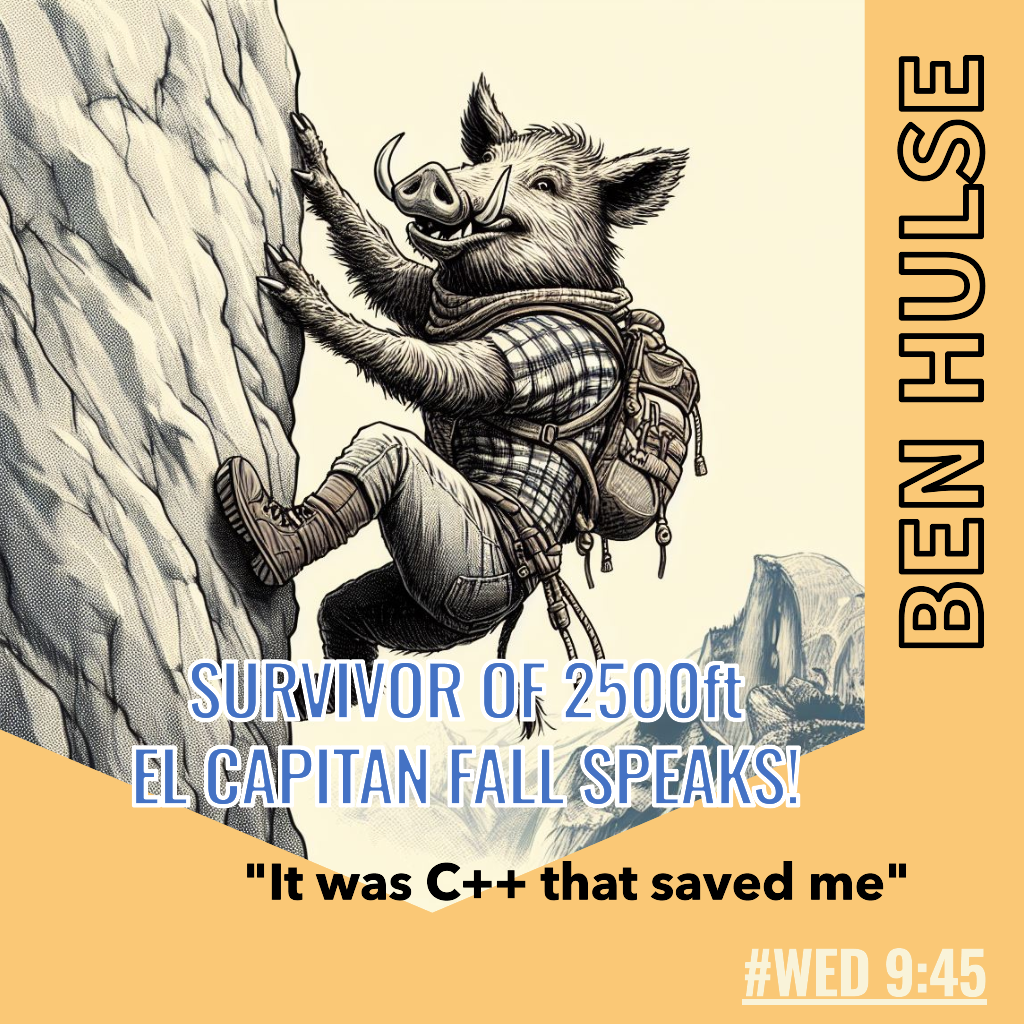 BEN HULSE
SURVIVOR OF 2500ft
EL CAPITAN FALL SPEAKS!
"It was C++ that saved me"
#WED 9:45